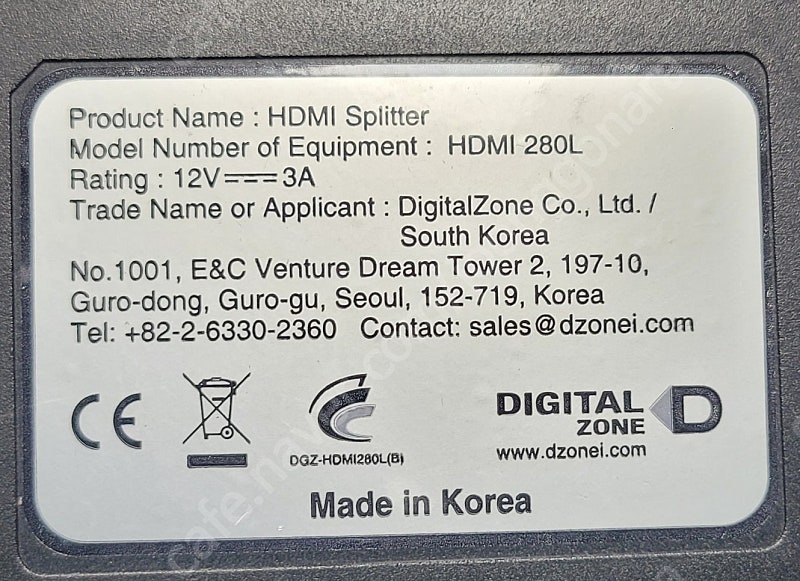 Product Name : HDMI Splitter
Model Number of Equipment : HDMI 280L
Rating : 12V⎓3A
Trade Name or Applicant : DigitalZone Co., Ltd. /
South Korea
No.1001, E&C Venture Dream Tower 2, 197-10,
Guro-dong, Guro-gu, Seoul, 152-719, Korea
Tel: +82-2-6330-2360 Contact: sales@dzonei.com
CE
DGZ-HDMI280L(B)
DIGITAL
ZONE
D
www.dzonei.com
Made in Korea